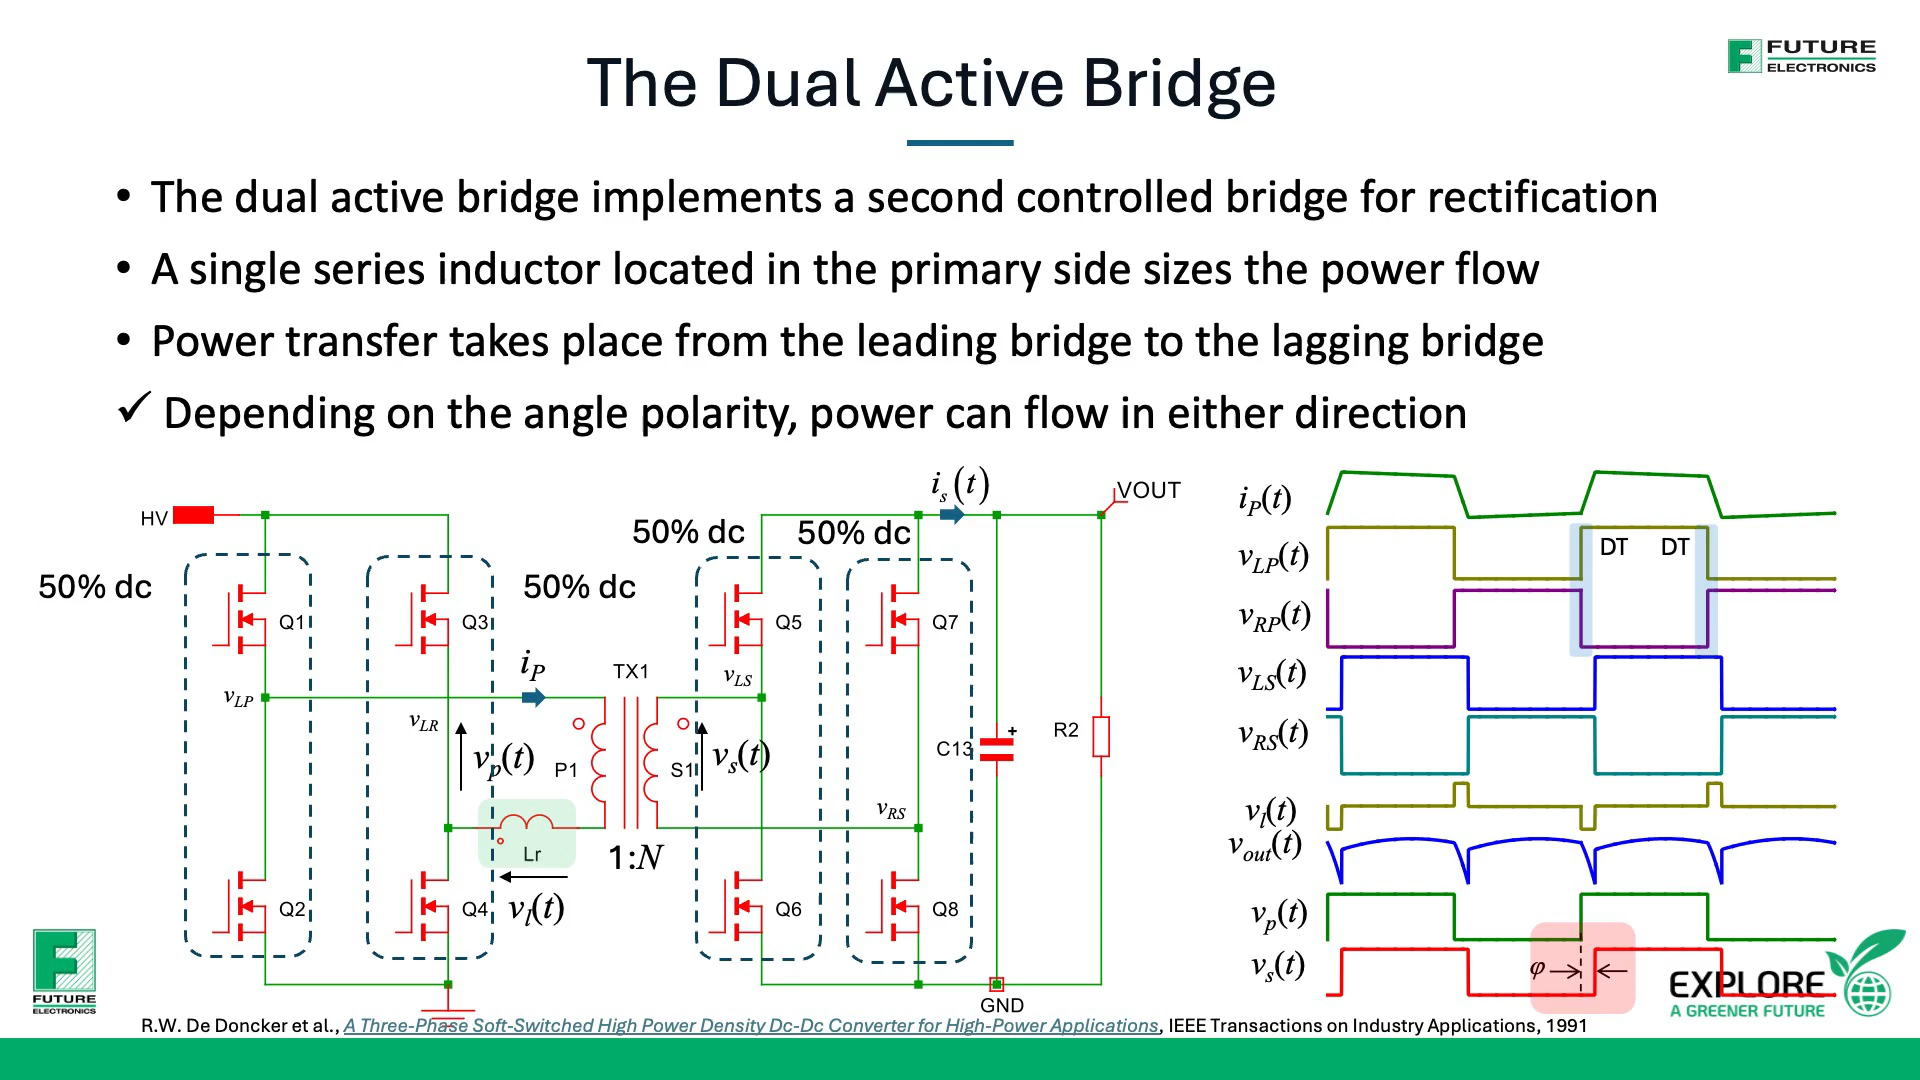 FUTURE
ELECTRONICS
The Dual Active Bridge
• The dual active bridge implements a second controlled bridge for rectification
• A single series inductor located in the primary side sizes the power flow
• Power transfer takes place from the leading bridge to the lagging bridge
✓ Depending on the angle polarity, power can flow in either direction
HV
50% dc
Q1
Q2
v_LP
Q3
Q4
v_LR
50% dc
i_P
v_p(t)
P1
TX1
S1
1:N
Lr
v_l(t)
v_s(t)
50% dc
50% dc
i_s(t)
VOUT
Q5
Q7
v_LS
v_RS
Q6
Q8
C13
+
R2
GND
i_P(t)
v_LP(t)
DT DT
v_RP(t)
v_LS(t)
v_RS(t)
v_l(t)
v_out(t)
v_p(t)
v_s(t)
φ
FUTURE
ELECTRONICS
EXPLORE
A GREENER FUTURE
R.W. De Doncker et al., A Three-Phase Soft-Switched High Power Density Dc-Dc Converter for High-Power Applications, IEEE Transactions on Industry Applications, 1991